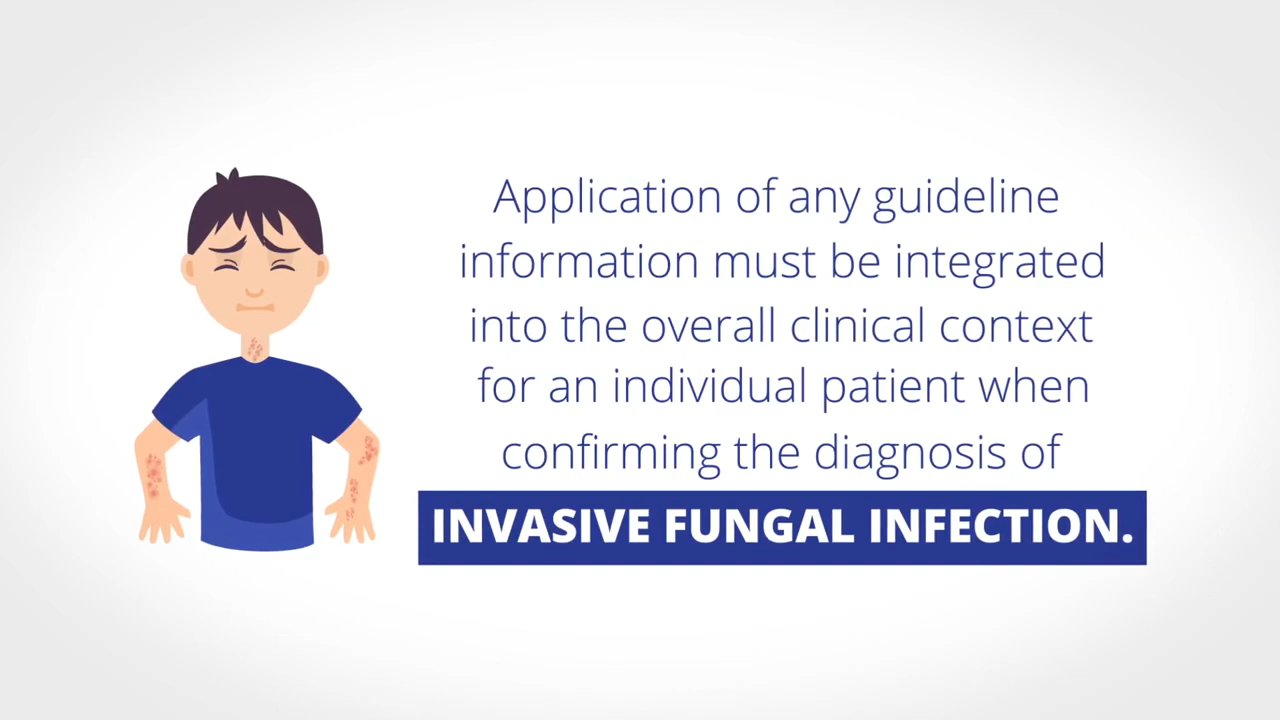 Application of any guideline
information must be integrated
into the overall clinical context
for an individual patient when
confirming the diagnosis of
INVASIVE FUNGAL INFECTION.